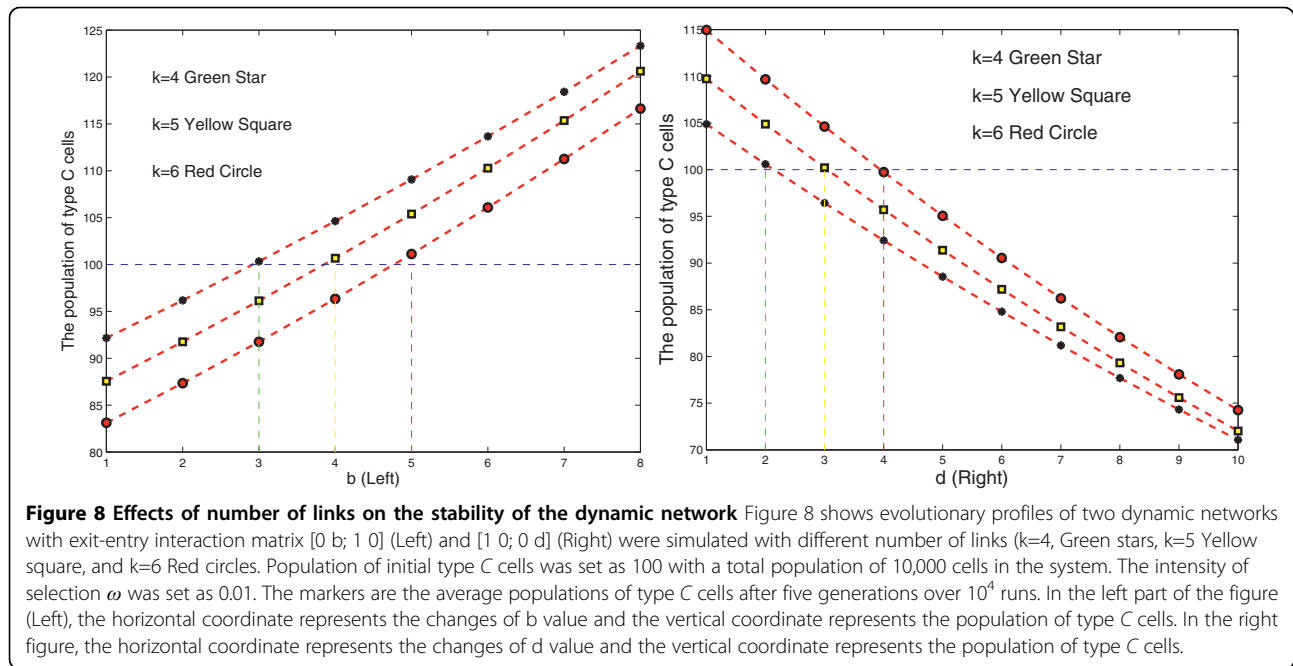 125
120
115
110
105
100
95
90
85
80
The population of type C cells
k=4 Green Star
k=5 Yellow Square
k=6 Red Circle
1 2 3 4 5 6 7 8
b (Left)
115
110
105
100
95
90
85
80
75
70
The population of type C cells
k=4 Green Star
k=5 Yellow Square
k=6 Red Circle
1 2 3 4 5 6 7 8 9 10
d (Right)
Figure 8 Effects of number of links on the stability of the dynamic network Figure 8 shows evolutionary profiles of two dynamic networks
with exit-entry interaction matrix [0 b; 1 0] (Left) and [1 0; 0 d] (Right) were simulated with different number of links (k=4, Green stars, k=5 Yellow
square, and k=6 Red circles. Population of initial type C cells was set as 100 with a total population of 10,000 cells in the system. The intensity of
selection ω was set as 0.01. The markers are the average populations of type C cells after five generations over 10⁴ runs. In the left part of the figure
(Left), the horizontal coordinate represents the changes of b value and the vertical coordinate represents the population of type C cells. In the right
figure, the horizontal coordinate represents the changes of d value and the vertical coordinate represents the population of type C cells.